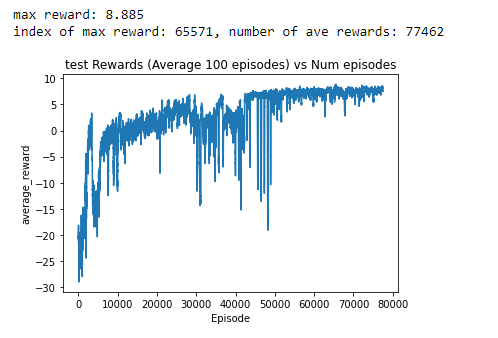 max reward: 8.885
index of max reward: 65571, number of ave rewards: 77462
test Rewards (Average 100 episodes) vs Num episodes
10
5
0
−5
−10
−15
−20
−25
−30
average_reward
0 10000 20000 30000 40000 50000 60000 70000 80000
Episode